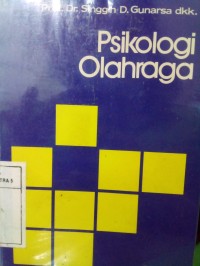 Prof. Dr. Singgih D. Gunarsa dkk.
Psikologi
Olahraga